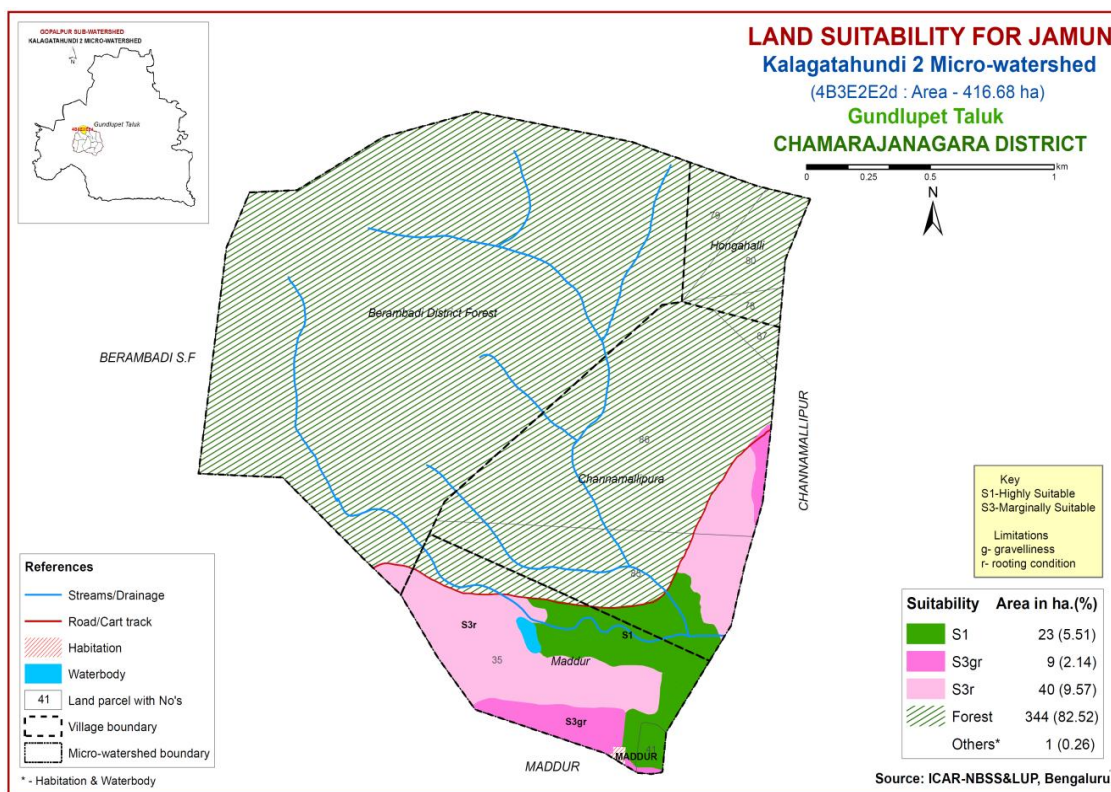 GOPALPUR SUB-WATERSHED
KALAGATAHUNDI 2 MICRO-WATERSHED
N
Gundlupet Taluk
LAND SUITABILITY FOR JAMUN
Kalagatahundi 2 Micro-watershed
(4B3E2E2d : Area - 416.68 ha)
Gundlupet Taluk
CHAMARAJANAGARA DISTRICT
km
0 0.25 0.5 1
N
79
Hongahalli
80
78
87
Berambadi District Forest
BERAMBADI S.F
CHANNAMALLIPUR
86
Channamallipura
85
S3r
S1
35
Maddur
S3gr
41
MADDUR
MADDUR
Key
S1-Highly Suitable
S3-Marginally Suitable
Limitations
g- gravelliness
r- rooting condition
References
Streams/Drainage
Road/Cart track
Habitation
Waterbody
41 Land parcel with No's
Village boundary
Micro-watershed boundary
* - Habitation & Waterbody
Suitability Area in ha.(%)
S1 23 (5.51)
S3gr 9 (2.14)
S3r 40 (9.57)
Forest 344 (82.52)
Others* 1 (0.26)
Source: ICAR-NBSS&LUP, Bengaluru